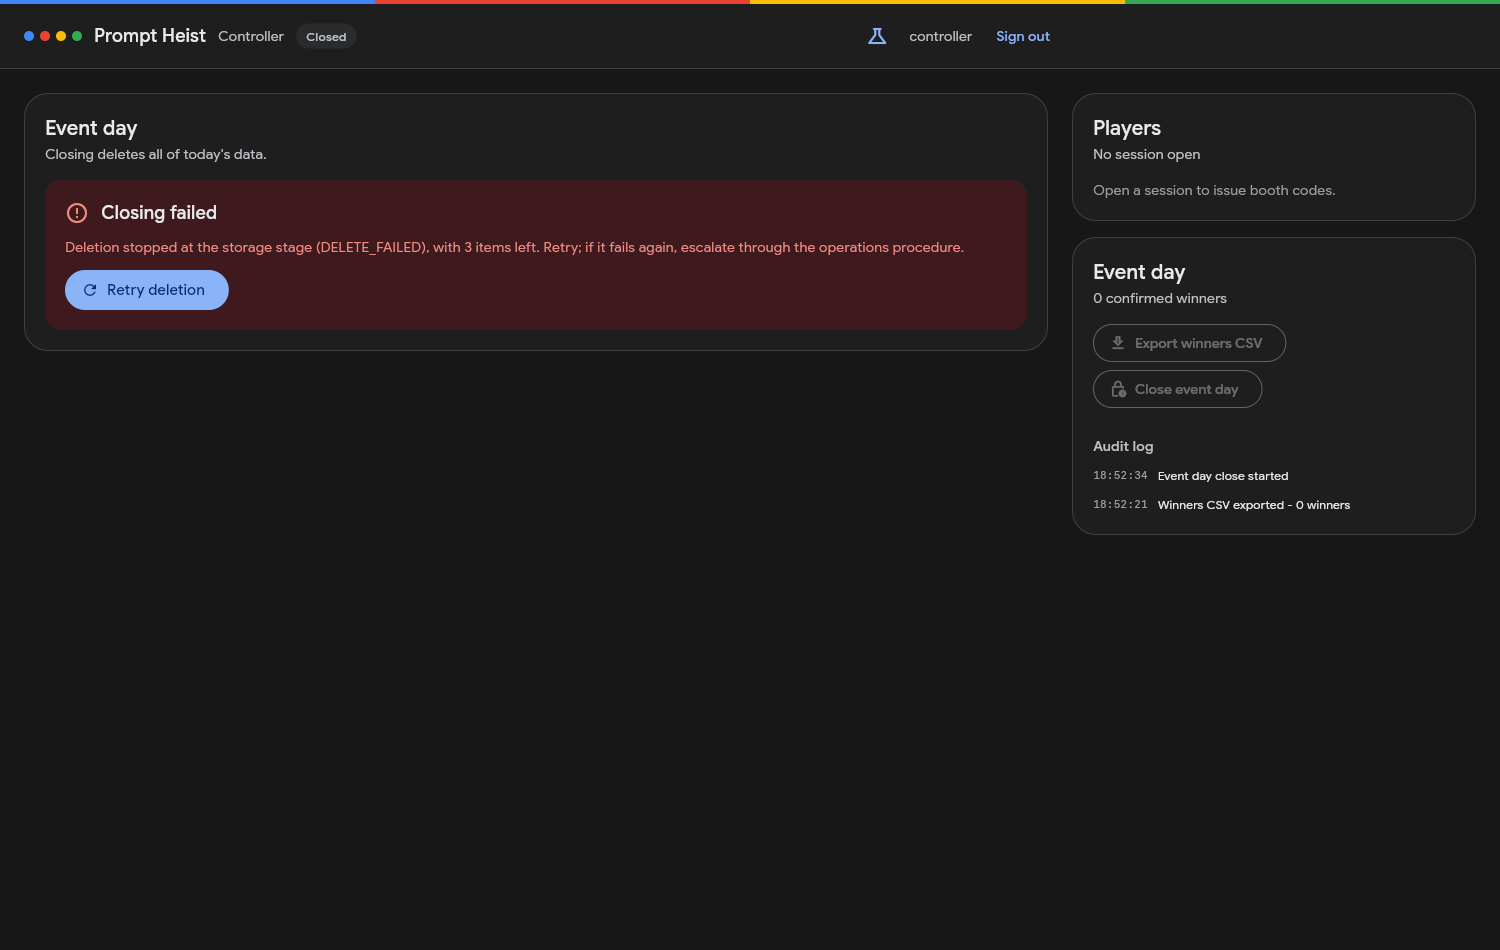 Prompt Heist Controller Closed
controller Sign out
Event day
Closing deletes all of today's data.
Closing failed
Deletion stopped at the storage stage (DELETE_FAILED), with 3 items left. Retry; if it fails again, escalate through the operations procedure.
Retry deletion
Players
No session open
Open a session to issue booth codes.
Event day
0 confirmed winners
Export winners CSV
Close event day
Audit log
18:52:34 Event day close started
18:52:21 Winners CSV exported - 0 winners